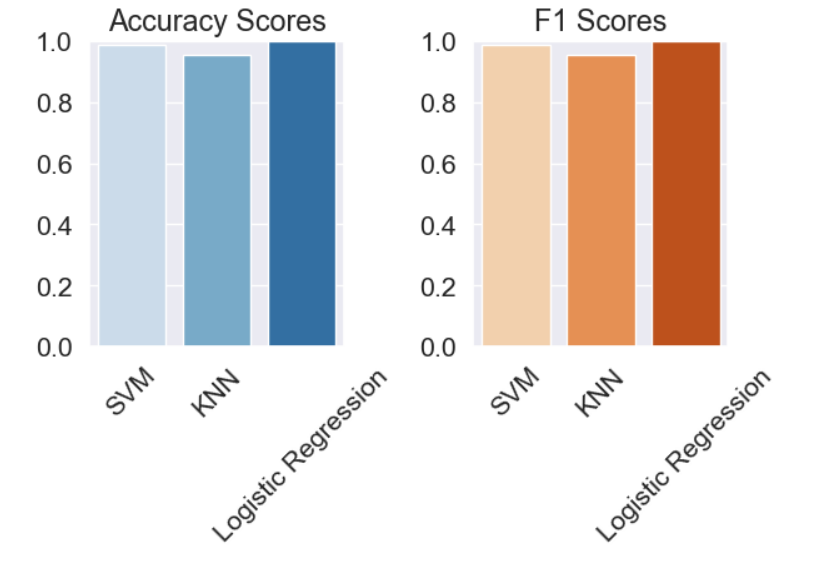 Accuracy Scores
1.0
0.8
0.6
0.4
0.2
0.0
SVM
KNN
Logistic Regression
F1 Scores
1.0
0.8
0.6
0.4
0.2
0.0
SVM
KNN
Logistic Regression